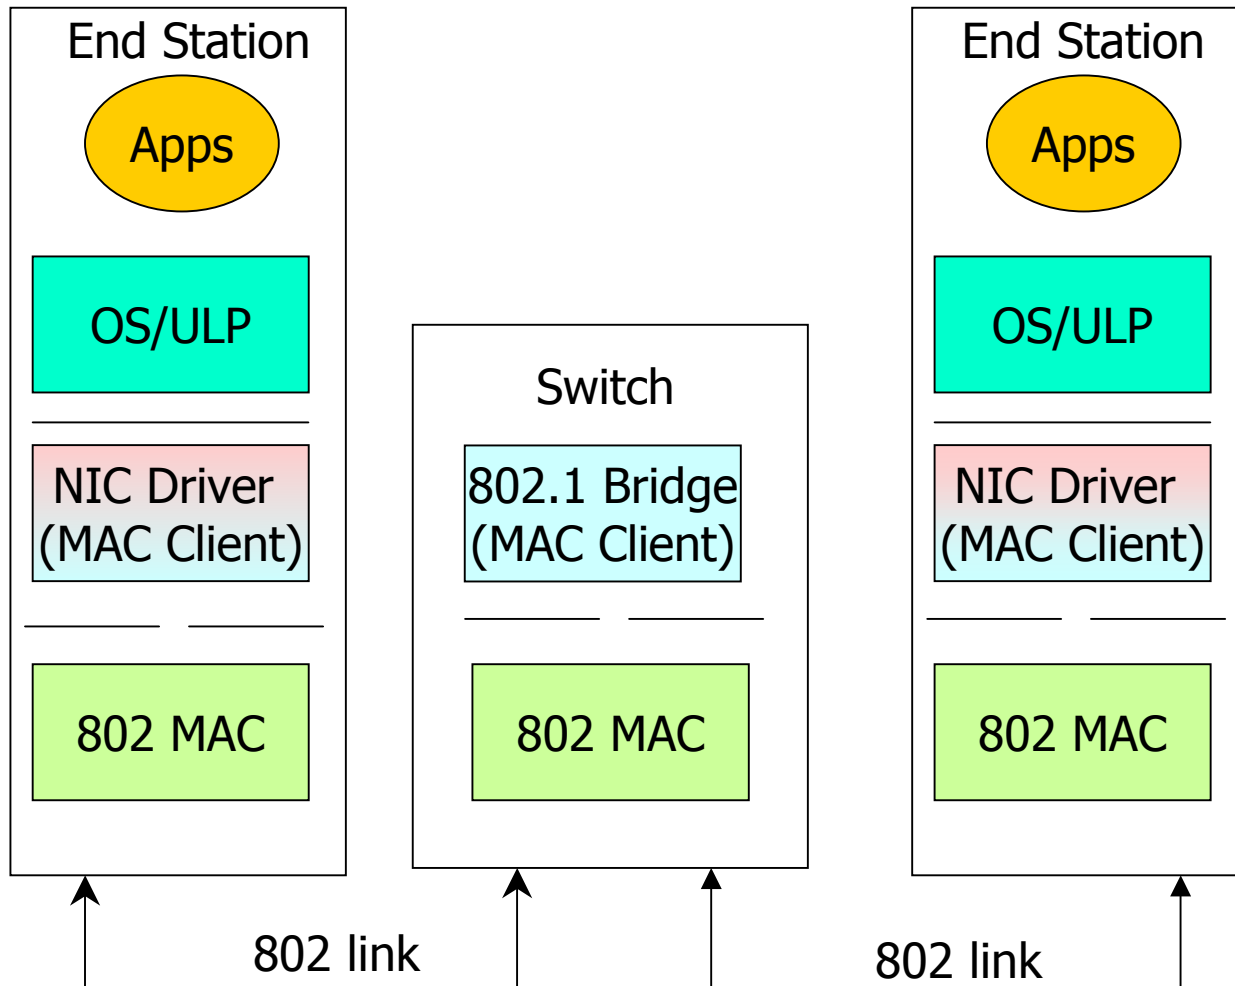 End Station
Apps
OS/ULP
NIC Driver
(MAC Client)
802 MAC
Switch
802.1 Bridge
(MAC Client)
802 MAC
End Station
Apps
OS/ULP
NIC Driver
(MAC Client)
802 MAC
802 link
802 link